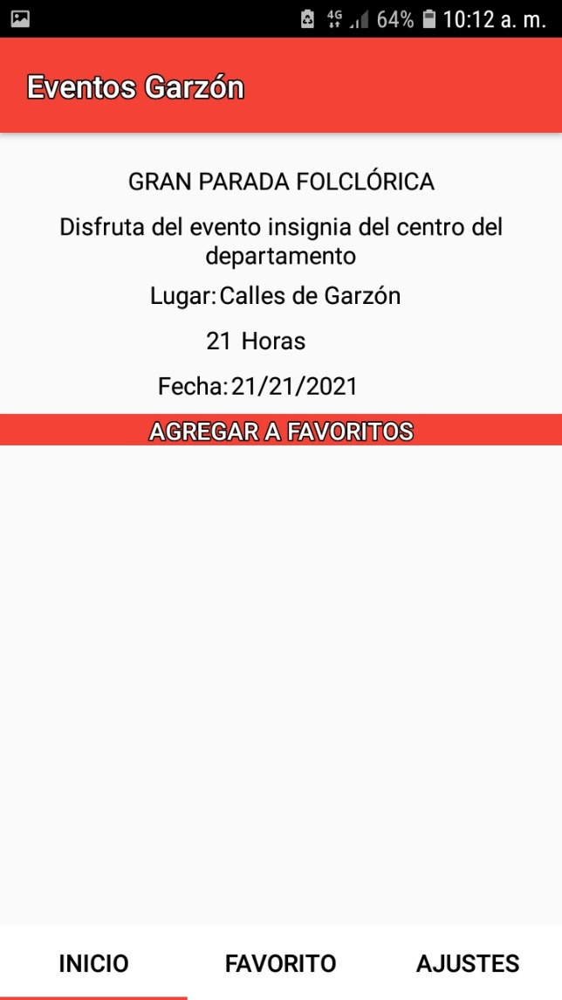 4G 64% 10:12 a. m.
Eventos Garzón
GRAN PARADA FOLCLÓRICA
Disfruta del evento insignia del centro del
departamento
Lugar: Calles de Garzón
21 Horas
Fecha: 21/21/2021
AGREGAR A FAVORITOS
INICIO FAVORITO AJUSTES